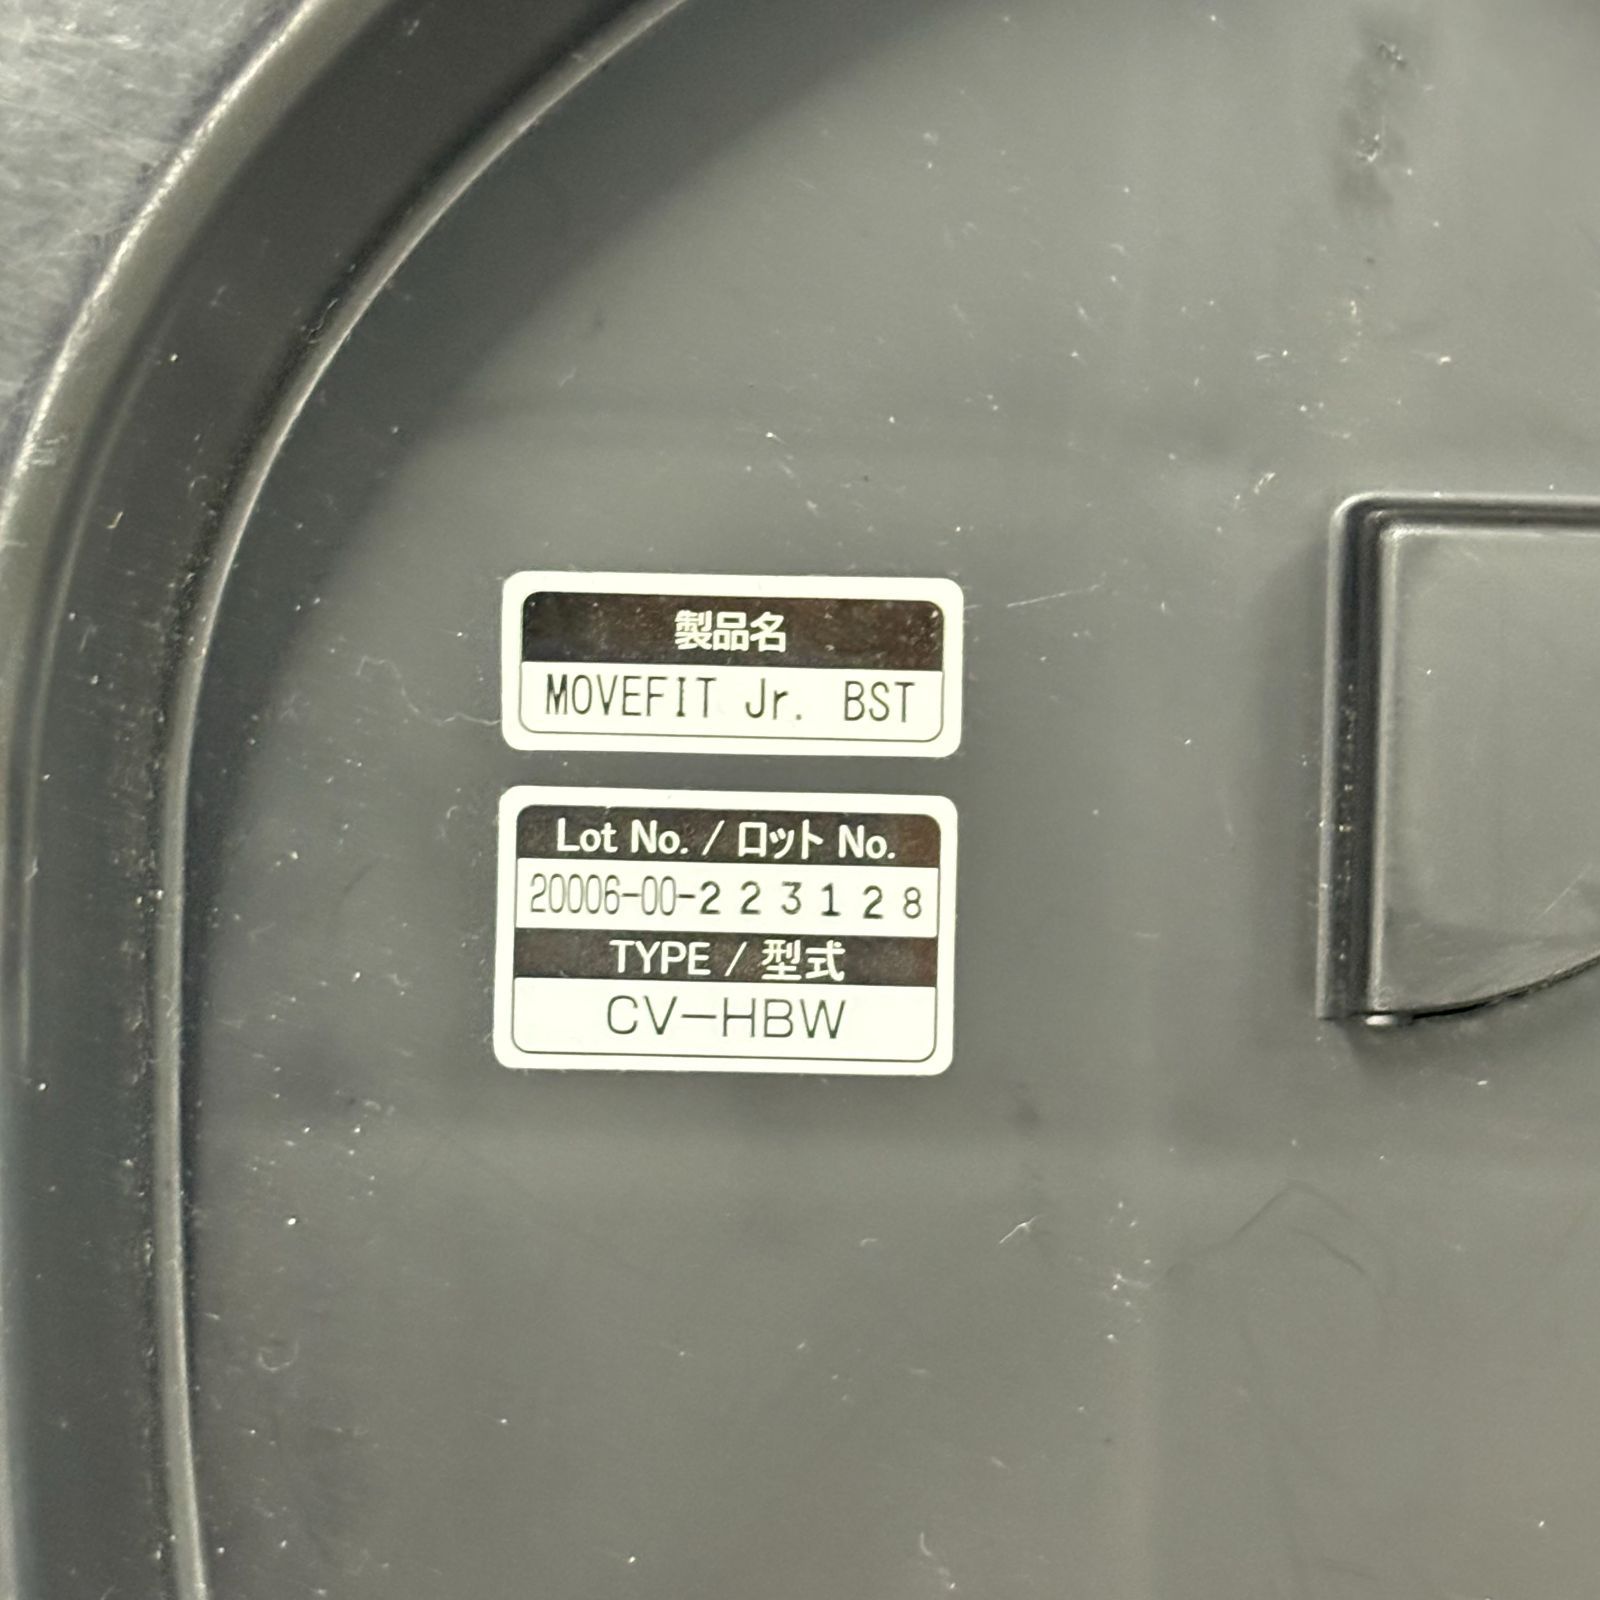 製品名
MOVEFIT Jr. BST
Lot No. / ロット No.
20006-00-223128
TYPE / 型式
CV-HBW